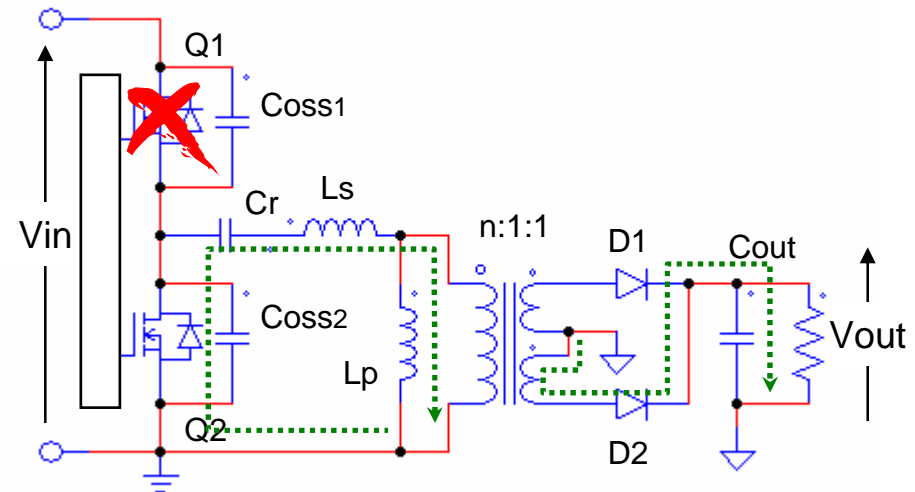 Q1
Coss1
Cr
Ls
n:1:1
D1
Cout
Vin
Coss2
Lp
Vout
Q2
D2